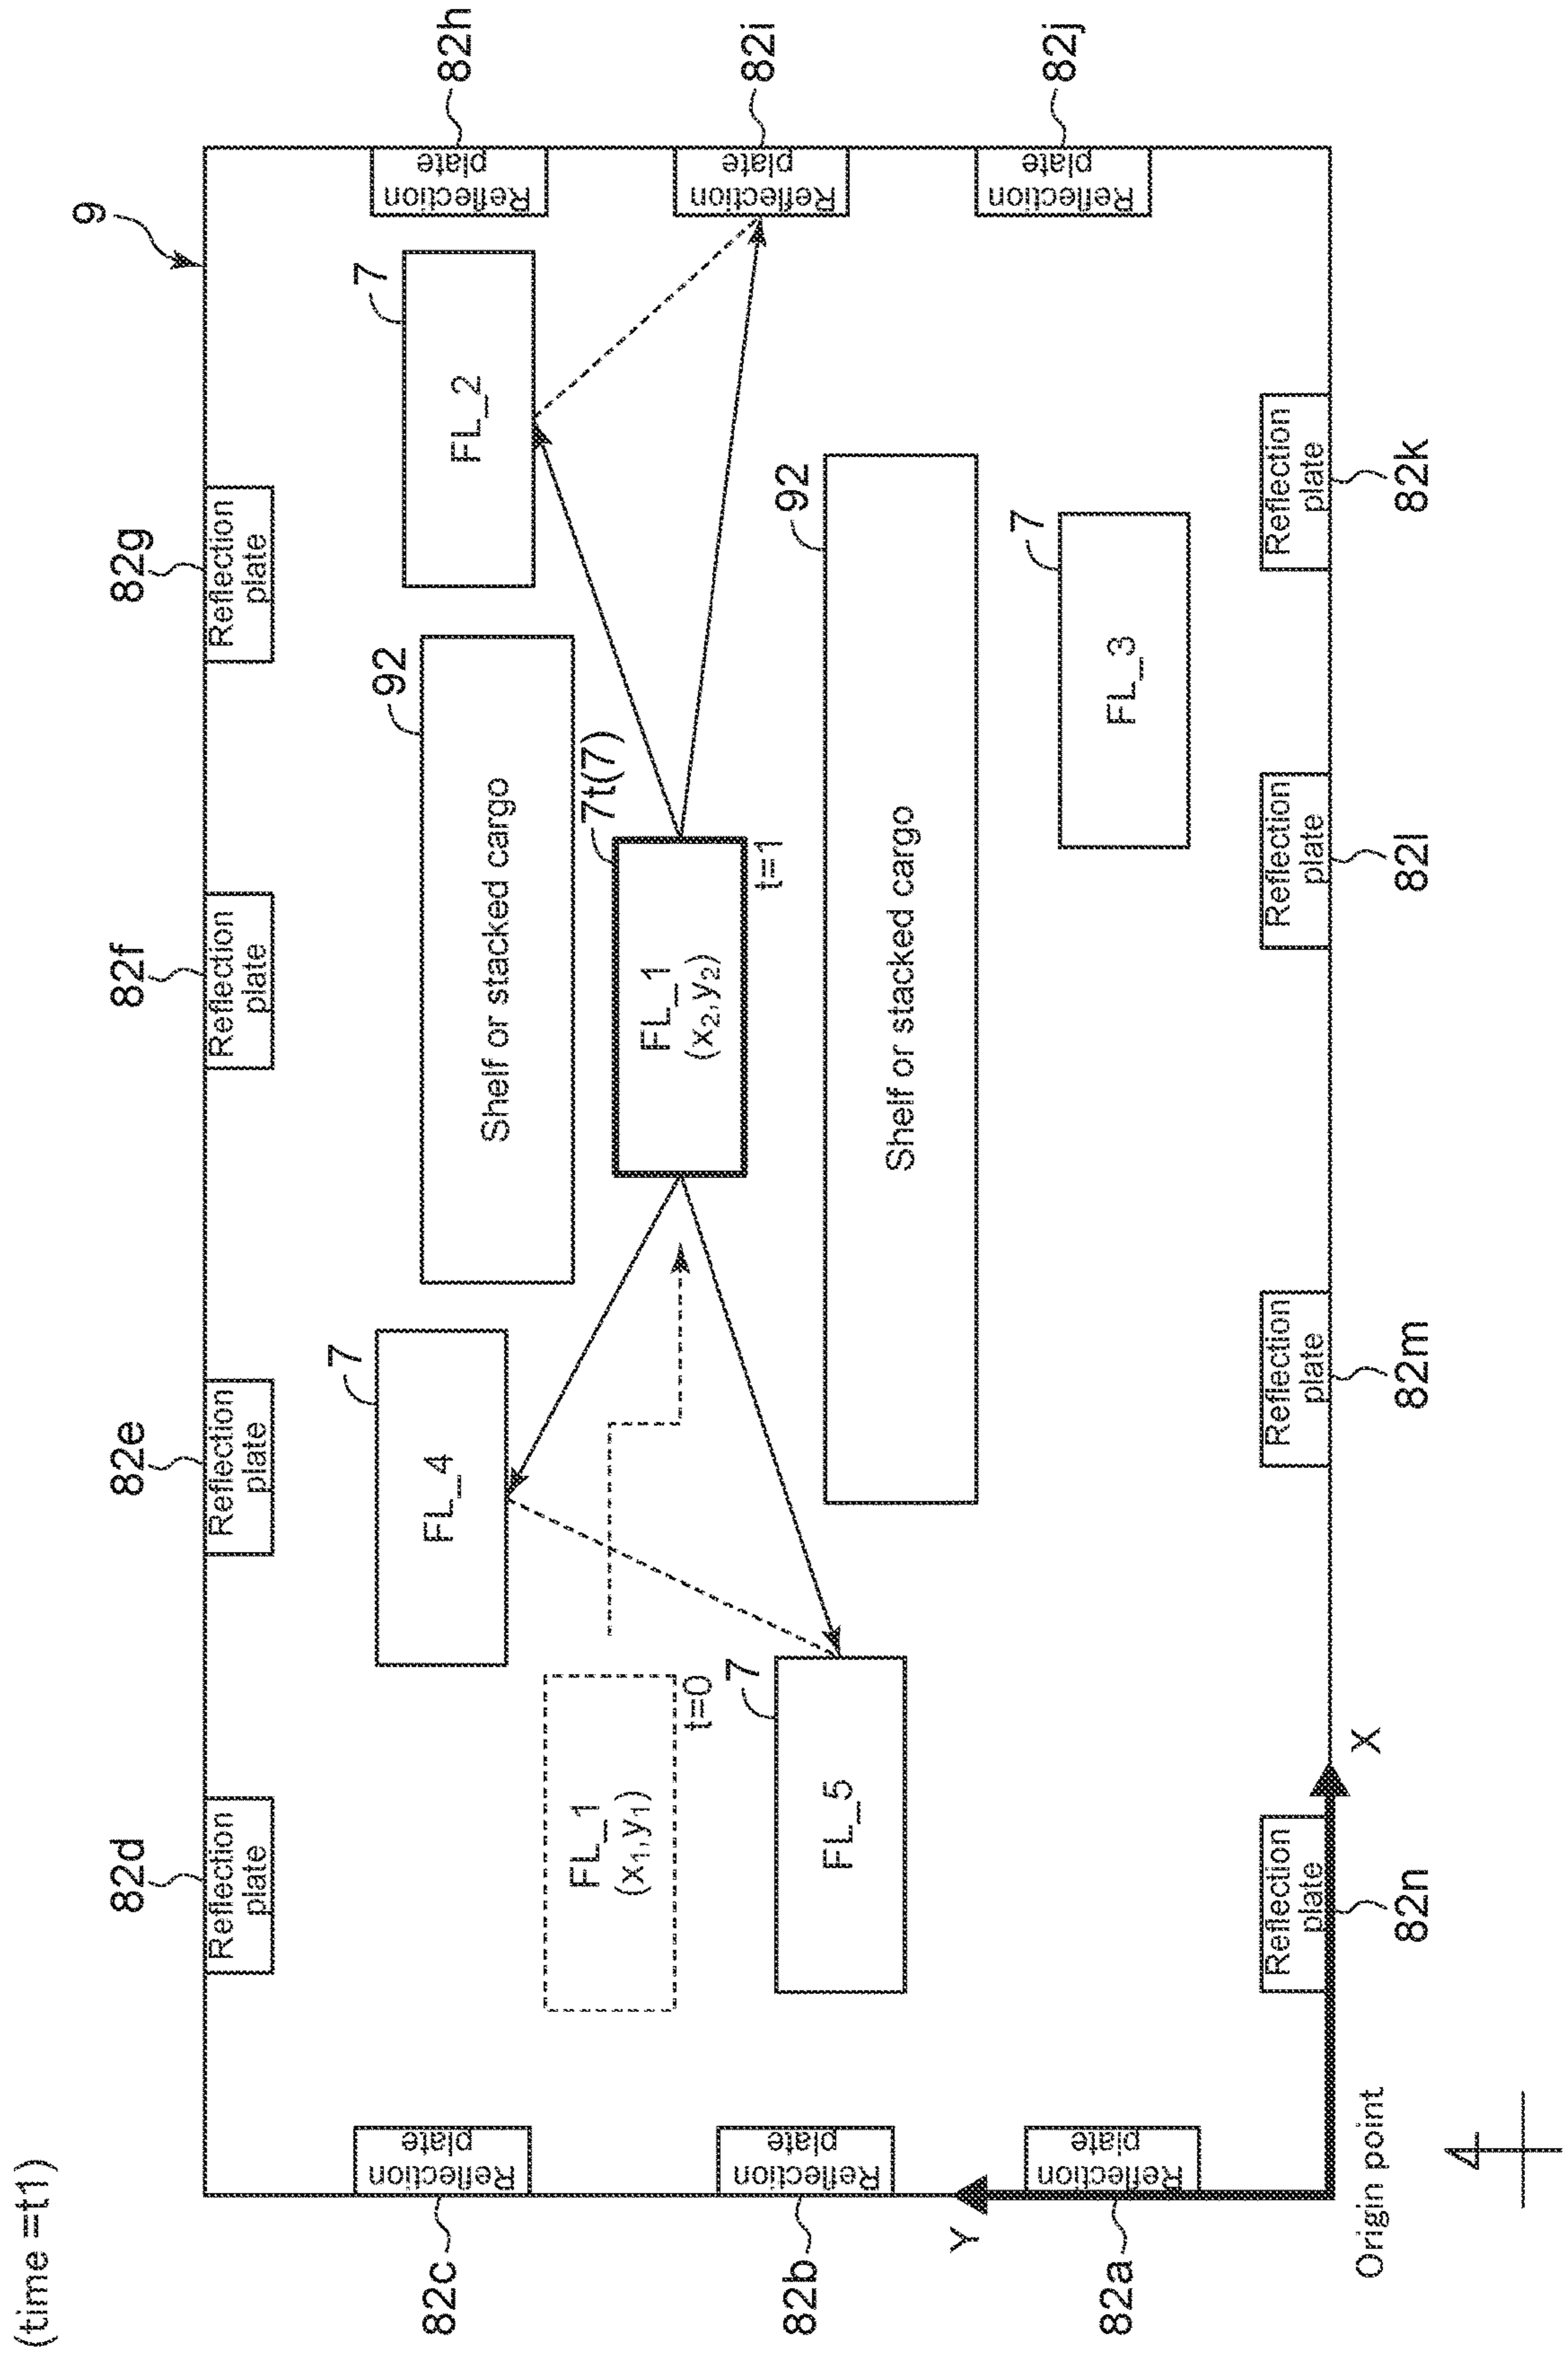 (time =t1)
9
82d
82e
82f
82g
Reflection
plate
Reflection
plate
Reflection
plate
Reflection
plate
82c
Reflection
plate
7
FL_4
92
Shelf or stacked cargo
7
FL_2
Reflection
plate
82h
FL_1
(x₁,y₁)
t=0
7t(7)
FL_1
(x₂,y₂)
t=1
82b
Reflection
plate
7
FL_5
92
Shelf or stacked cargo
Reflection
plate
82i
Y
82a
Reflection
plate
7
FL_3
Reflection
plate
82j
Reflection
plate
Reflection
plate
Reflection
plate
Reflection
plate
Origin point
X
82n
82m
82l
82k